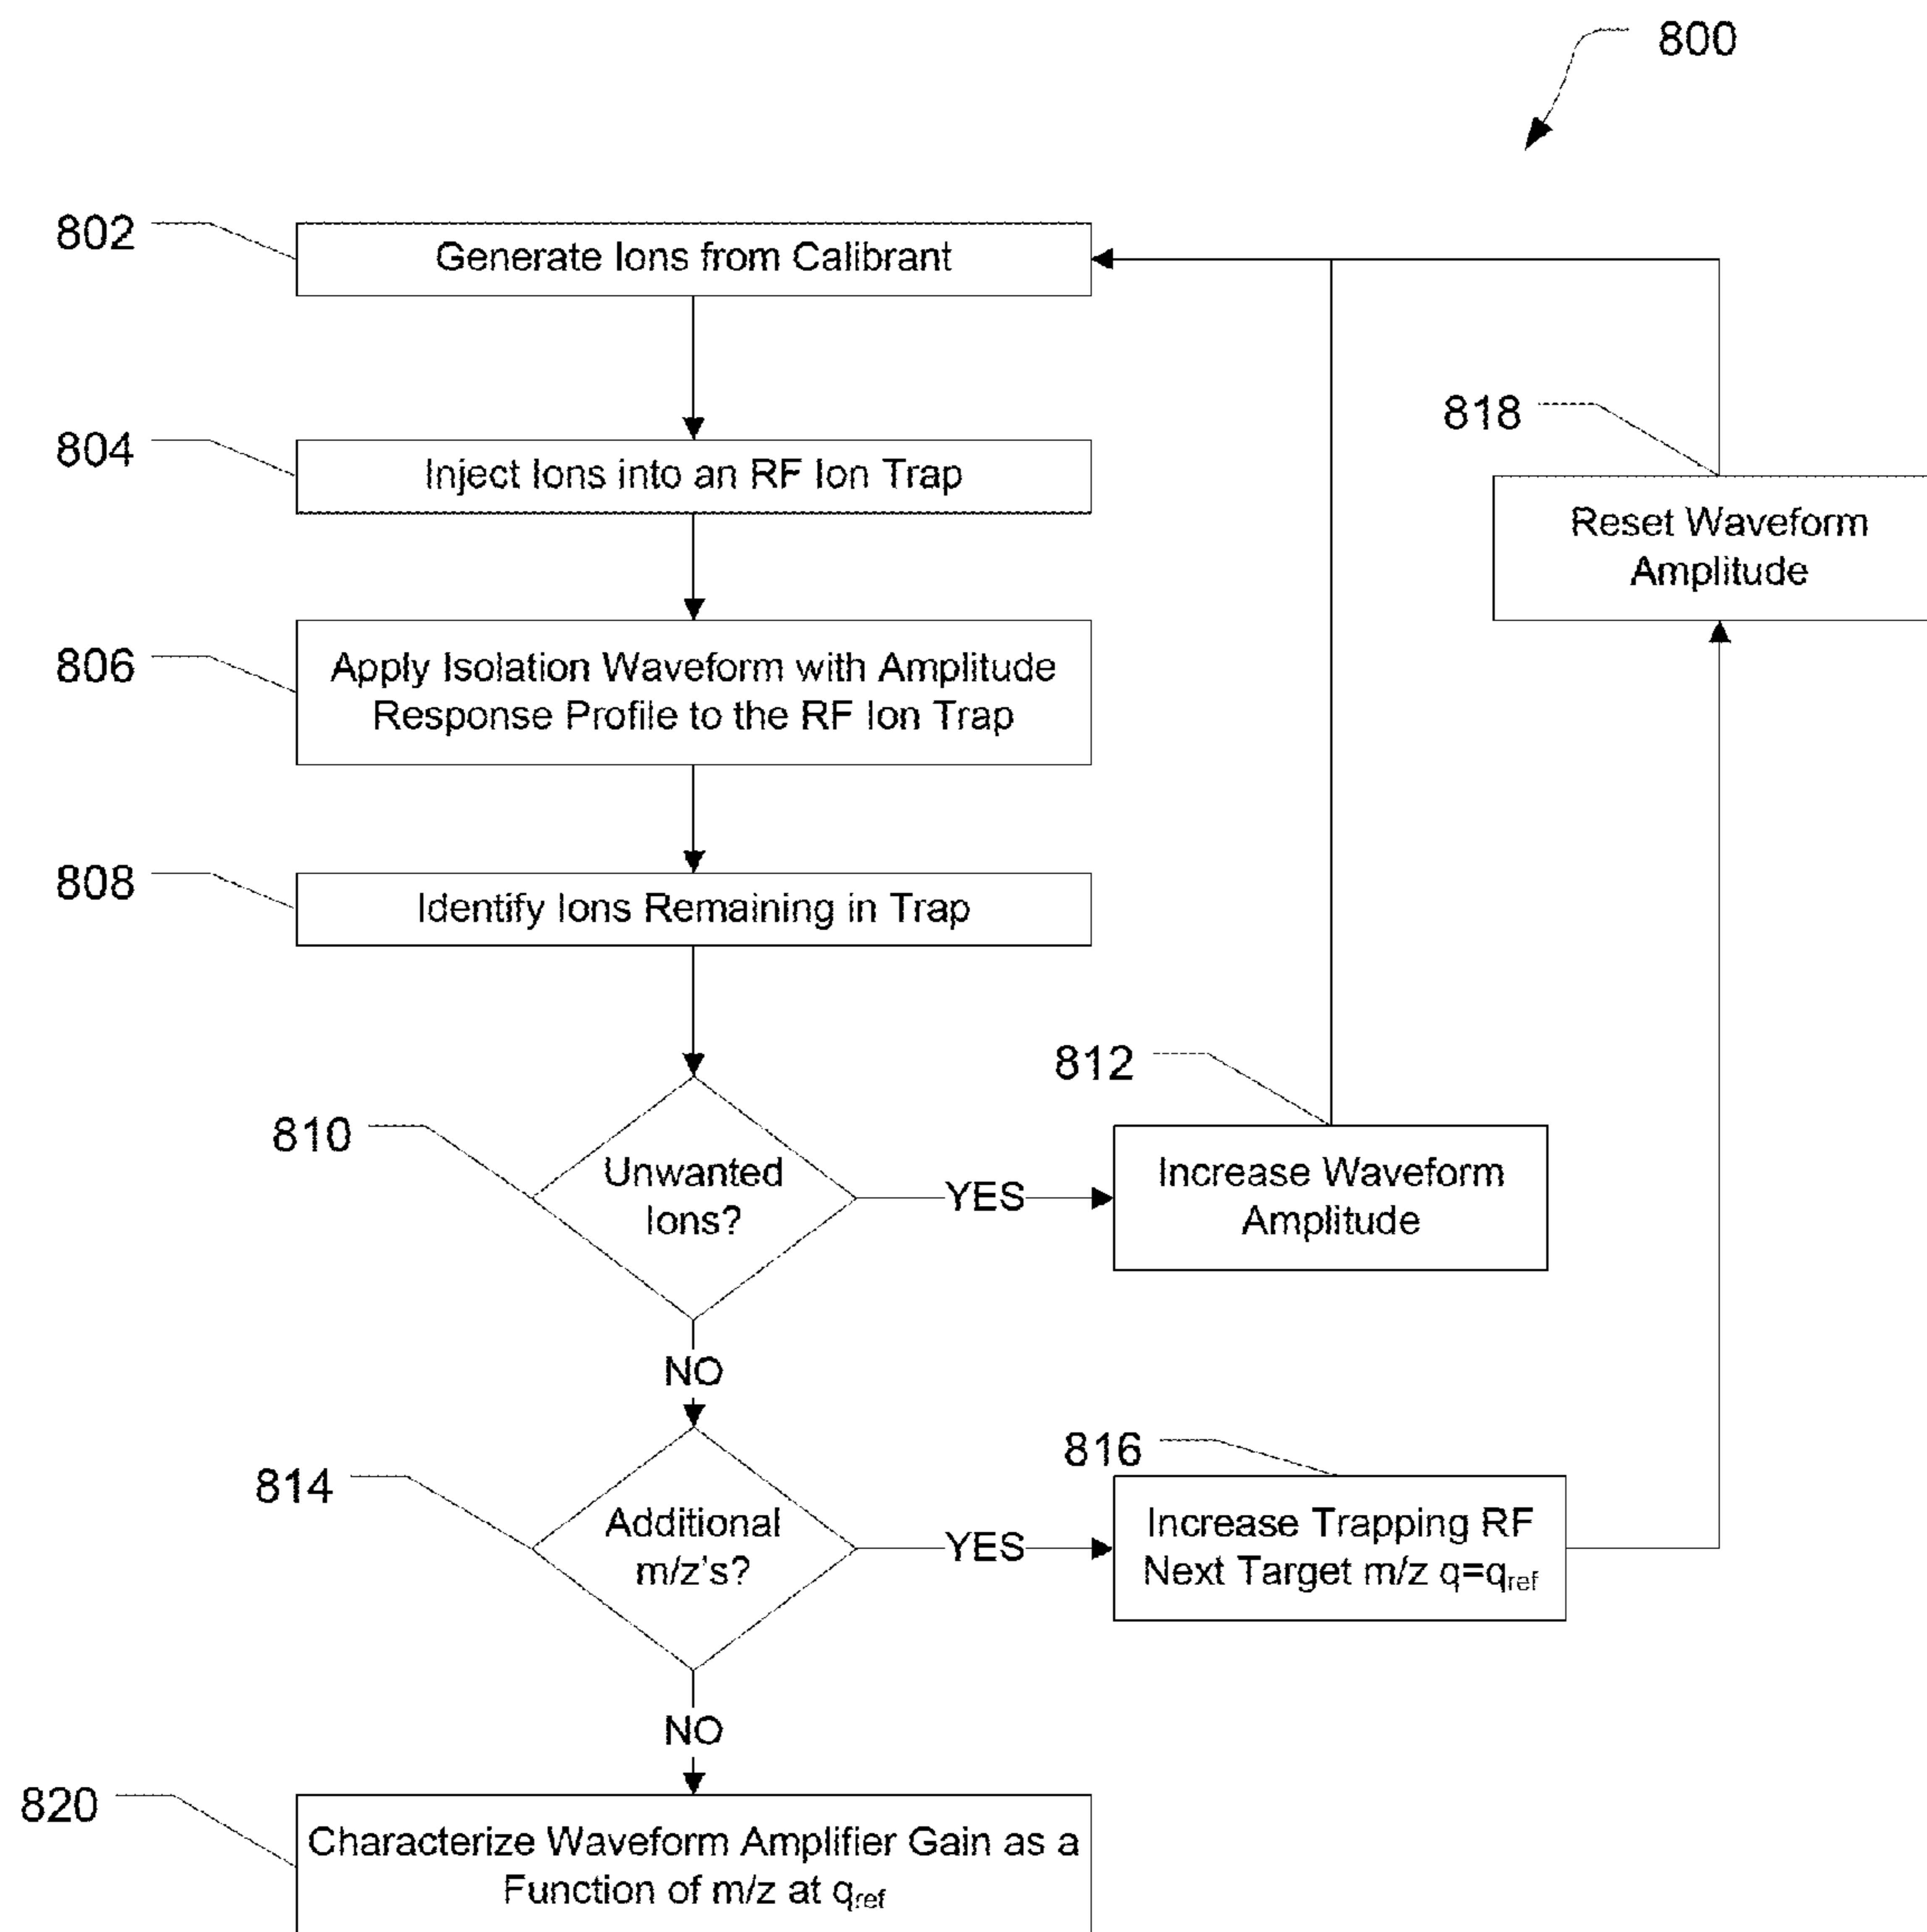 800
802
Generate Ions from Calibrant
804
Inject Ions into an RF Ion Trap
818
Reset Waveform
Amplitude
806
Apply Isolation Waveform with Amplitude
Response Profile to the RF Ion Trap
808
Identify Ions Remaining in Trap
810
Unwanted
Ions?
YES
812
Increase Waveform
Amplitude
NO
814
Additional
m/z's?
YES
816
Increase Trapping RF
Next Target m/z q=qref
NO
820
Characterize Waveform Amplifier Gain as a
Function of m/z at qref